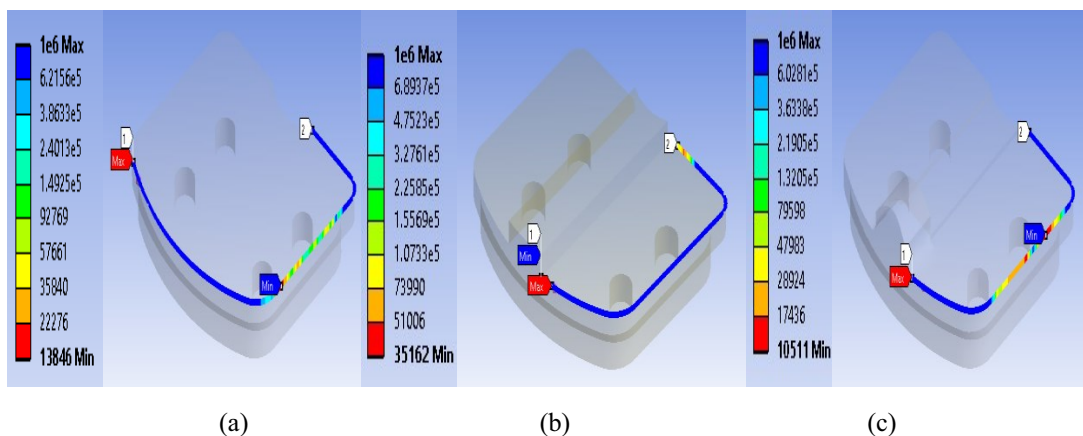 1e6 Max
6.2156e5
3.8633e5
2.4013e5
1.4925e5
92769
57661
35840
22276
13846 Min
1
Max
2
Min
1e6 Max
6.8937e5
4.7523e5
3.2761e5
2.2585e5
1.5569e5
1.0733e5
73990
51006
35162 Min
2
1
Min
Max
1e6 Max
6.0281e5
3.6338e5
2.1905e5
1.3205e5
79598
47983
28924
17436
10511 Min
2
Min
1
Max
(a) (b) (c)